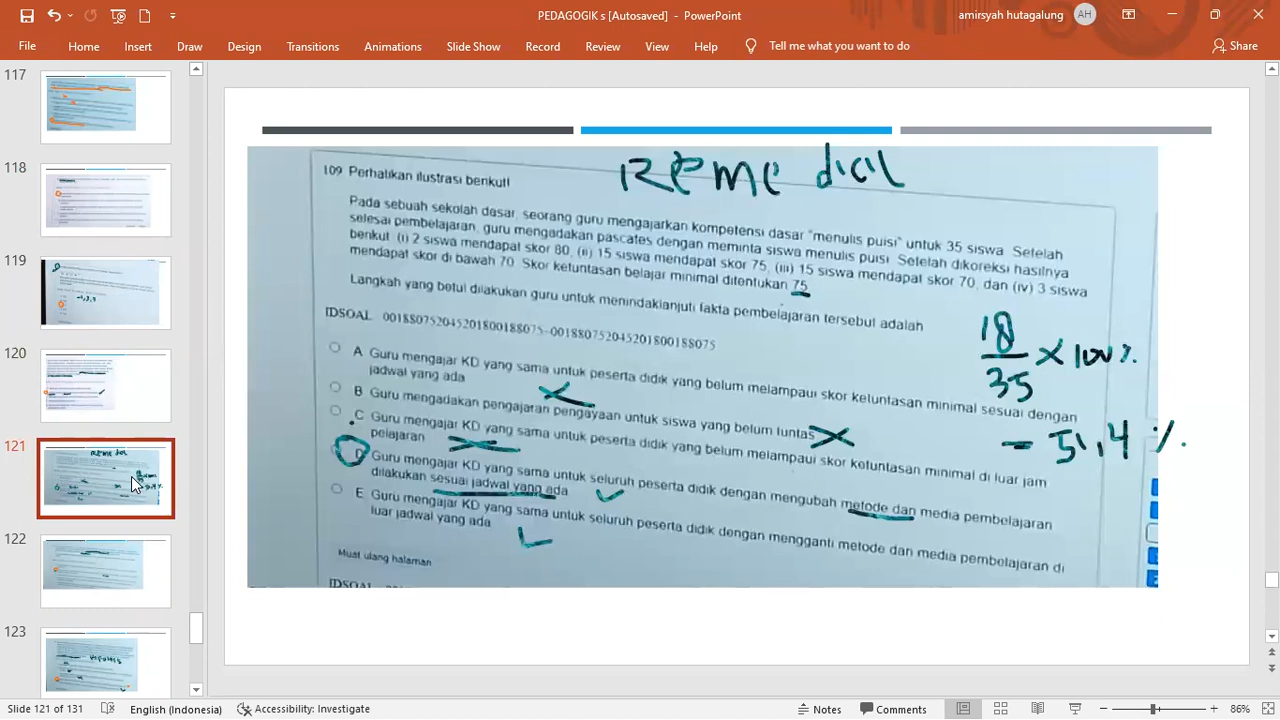 PEDAGOGIK s [Autosaved] - PowerPoint
amirsyah hutagalung
AH
File Home Insert Draw Design Transitions Animations Slide Show Record Review View Help Tell me what you want to do Share
117
118
119
120
121
122
123
Remedial
109 Perhatikan ilustrasi berikut!
Pada sebuah sekolah dasar, seorang guru mengajarkan kompetensi dasar "menulis puisi" untuk 35 siswa. Setelah
selesai pembelajaran, guru mengadakan pascates dengan meminta siswa menulis puisi. Setelah dikoreksi hasilnya
berikut. (i) 2 siswa mendapat skor 80, (ii) 15 siswa mendapat skor 75, (iii) 15 siswa mendapat skor 70, dan (iv) 3 siswa
mendapat skor di bawah 70. Skor ketuntasan belajar minimal ditentukan 75
Langkah yang betul dilakukan guru untuk menindaklanjuti fakta pembelajaran tersebut adalah
IDSOAL 00188075204520180018​8075-001880752045201800188075
18
35 X 100%.
= 51,4 %.
A Guru mengajar KD yang sama untuk peserta didik yang belum melampaui skor ketuntasan minimal sesuai dengan
jadwal yang ada
B Guru mengadakan pengajaran pengayaan untuk siswa yang belum tuntas
C Guru mengajar KD yang sama untuk peserta didik yang belum melampaui skor ketuntasan minimal di luar jam
pelajaran
D Guru mengajar KD yang sama untuk seluruh peserta didik dengan mengubah metode dan media pembelajaran
dilakukan sesuai jadwal yang ada
E Guru mengajar KD yang sama untuk seluruh peserta didik dengan mengganti metode dan media pembelajaran di
luar jadwal yang ada
Muat ulang halaman
IDSOAL
Slide 121 of 131 English (Indonesia) Accessibility: Investigate Notes Comments 86%